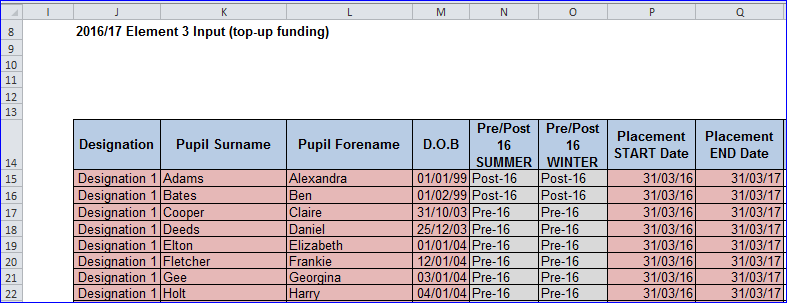 I J K L M N O P Q
8 2016/17 Element 3 Input (top-up funding)
9
10
11
12
13
Pre/Post Pre/Post
Designation Pupil Surname Pupil Forename D.O.B 16 16 Placement Placement
14 SUMMER WINTER START Date END Date
15 Designation 1 Adams Alexandra 01/01/99 Post-16 Post-16 31/03/16 31/03/17
16 Designation 1 Bates Ben 01/02/99 Post-16 Post-16 31/03/16 31/03/17
17 Designation 1 Cooper Claire 31/10/03 Pre-16 Pre-16 31/03/16 31/03/17
18 Designation 1 Deeds Daniel 25/12/03 Pre-16 Pre-16 31/03/16 31/03/17
19 Designation 1 Elton Elizabeth 01/01/04 Pre-16 Pre-16 31/03/16 31/03/17
20 Designation 1 Fletcher Frankie 12/01/04 Pre-16 Pre-16 31/03/16 31/03/17
21 Designation 1 Gee Georgina 03/01/04 Pre-16 Pre-16 31/03/16 31/03/17
22 Designation 1 Holt Harry 04/01/04 Pre-16 Pre-16 31/03/16 31/03/17